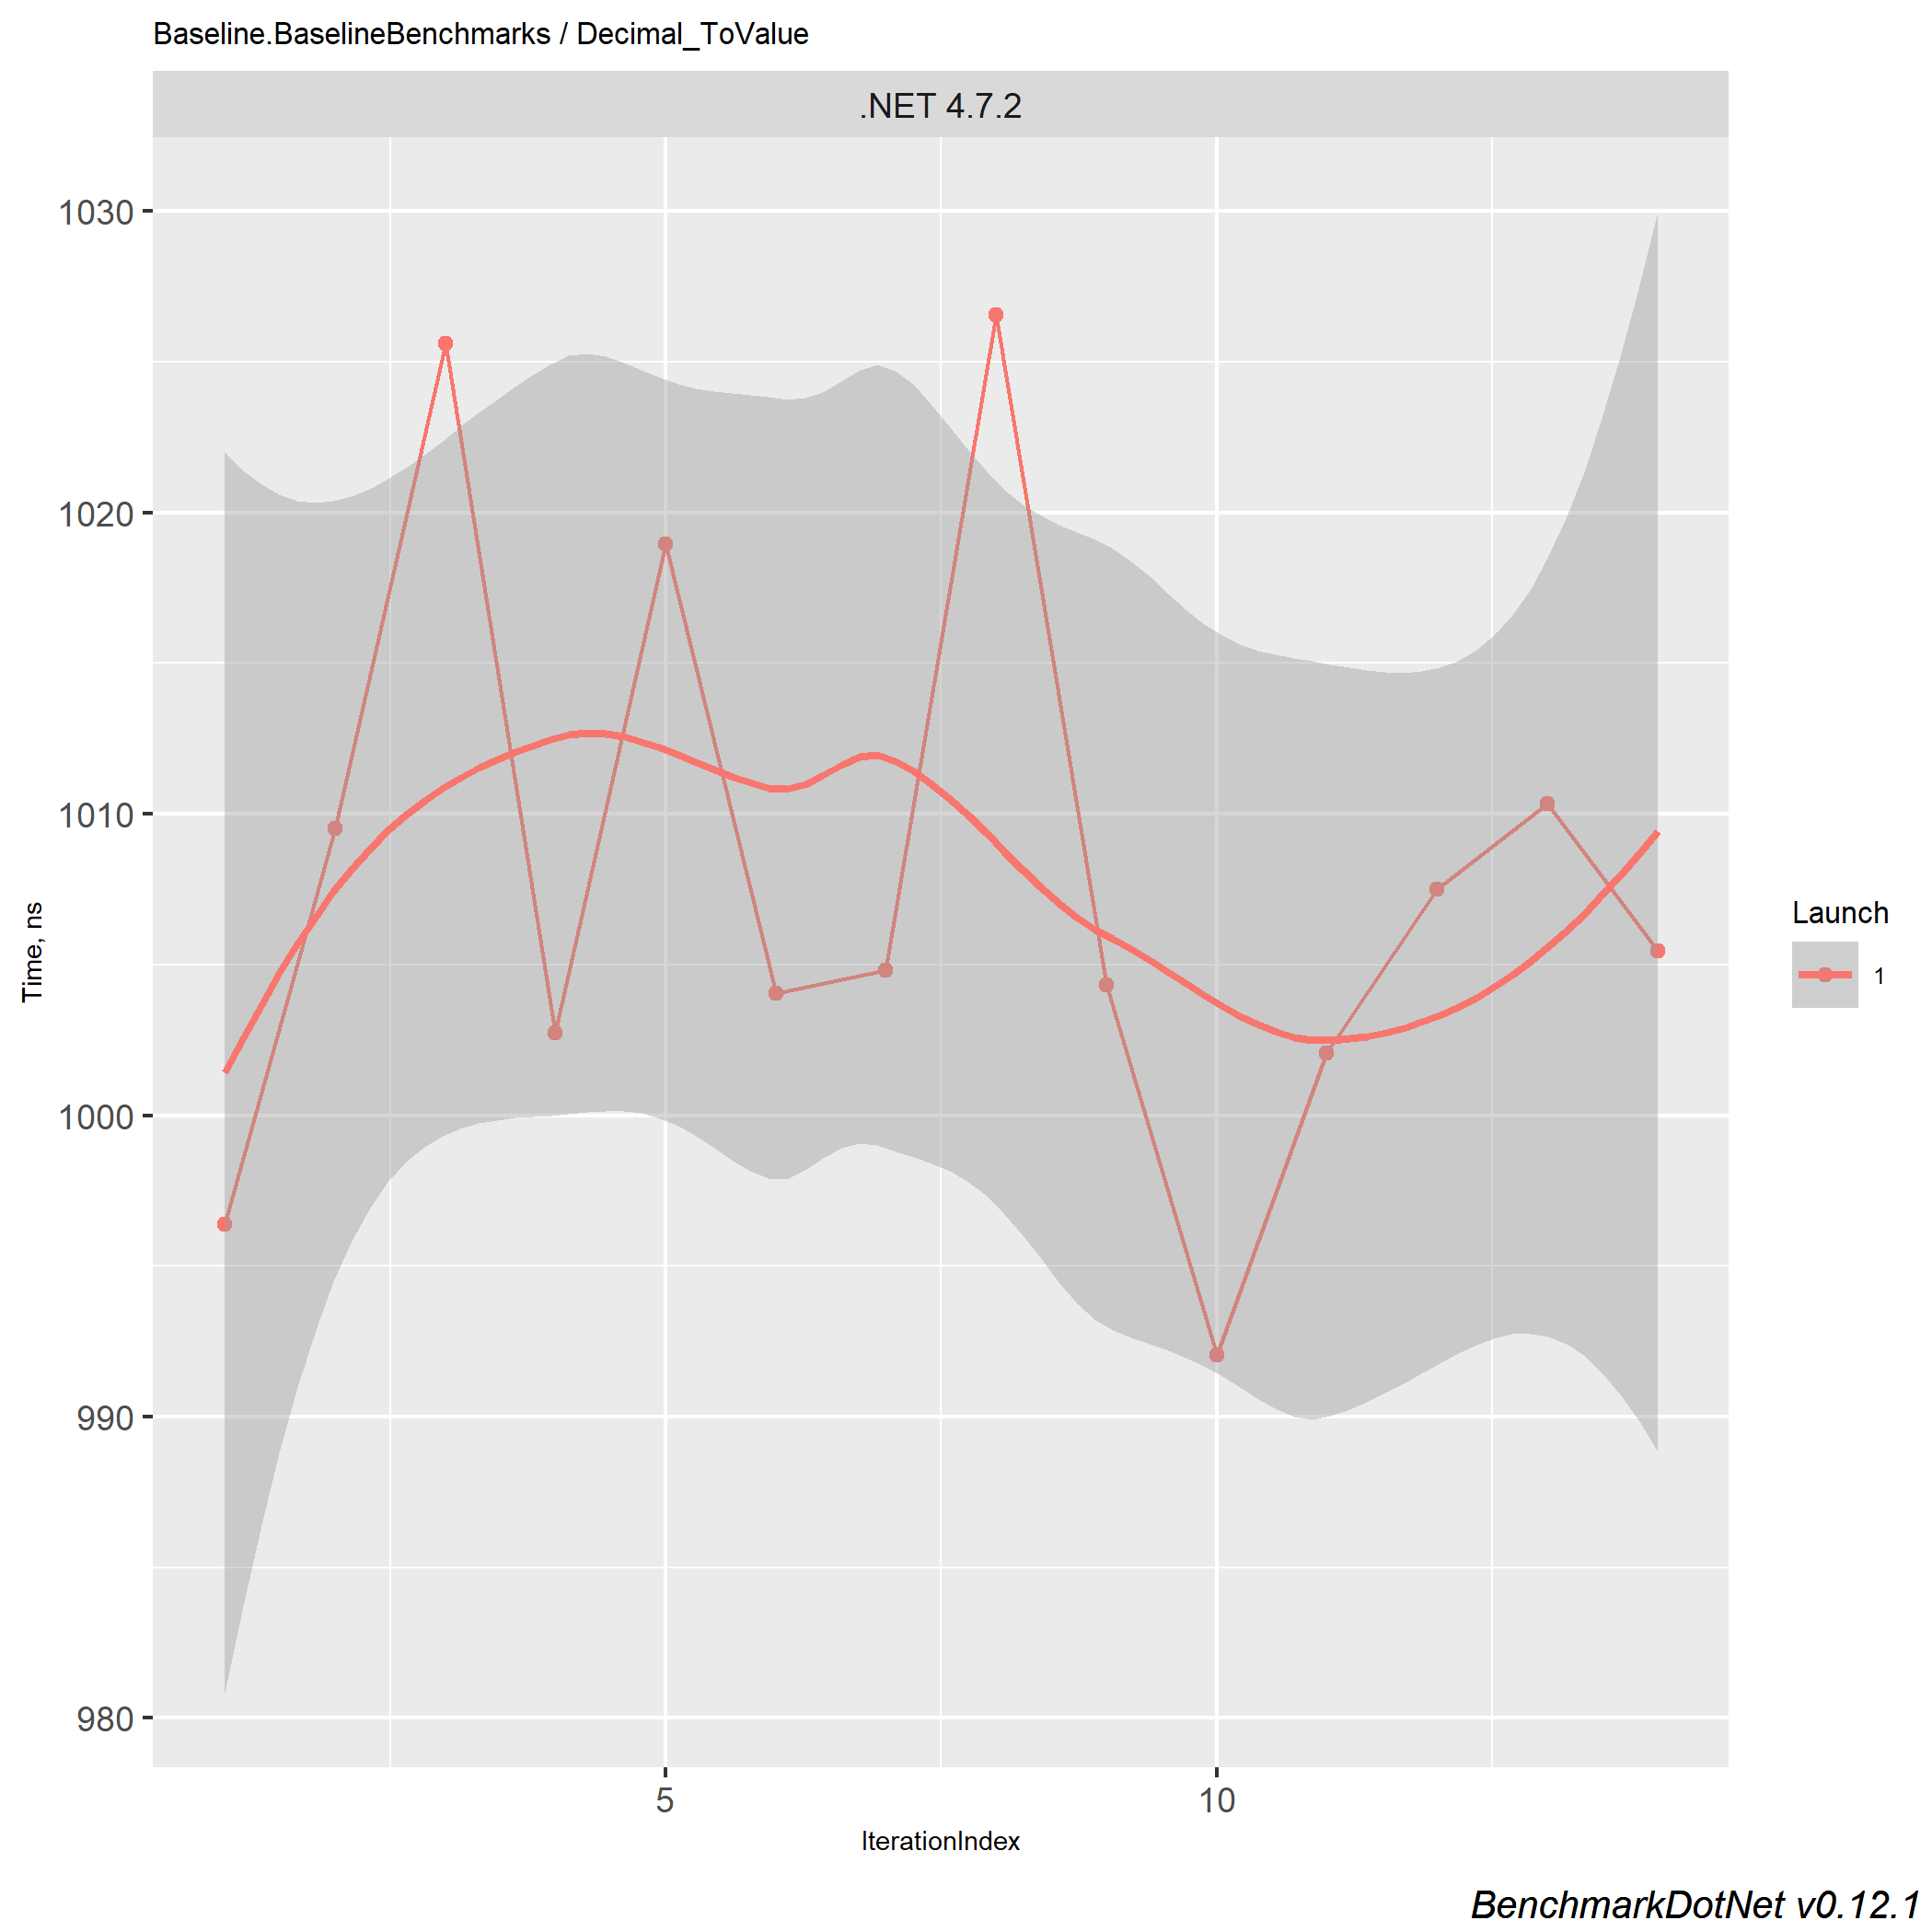 Baseline.BaselineBenchmarks / Decimal_ToValue
.NET 4.7.2
1030
1020
1010
1000
990
980
Time, ns
5
10
IterationIndex
Launch
1
BenchmarkDotNet v0.12.1